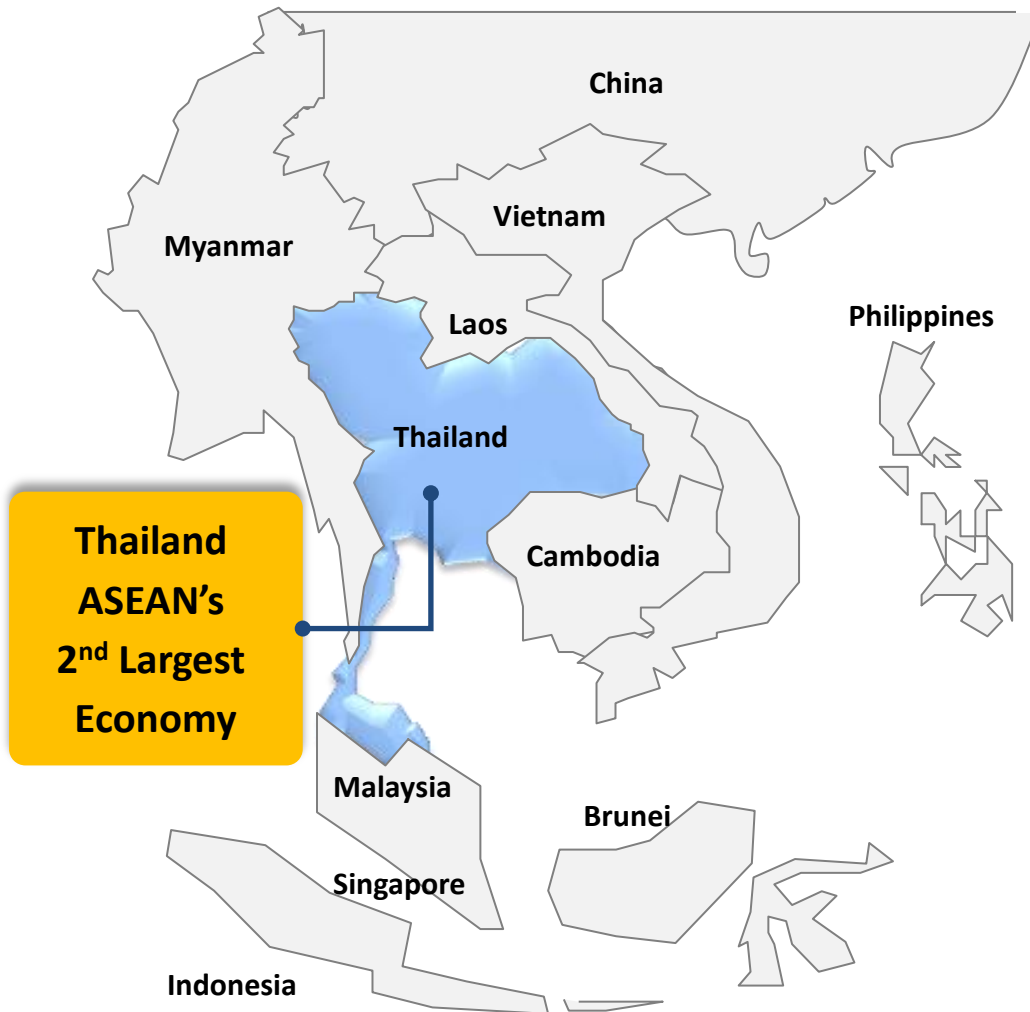 China
Vietnam
Myanmar
Laos
Philippines
Thailand
Thailand
ASEAN’s
2nd Largest
Economy
Cambodia
Malaysia
Brunei
Singapore
Indonesia